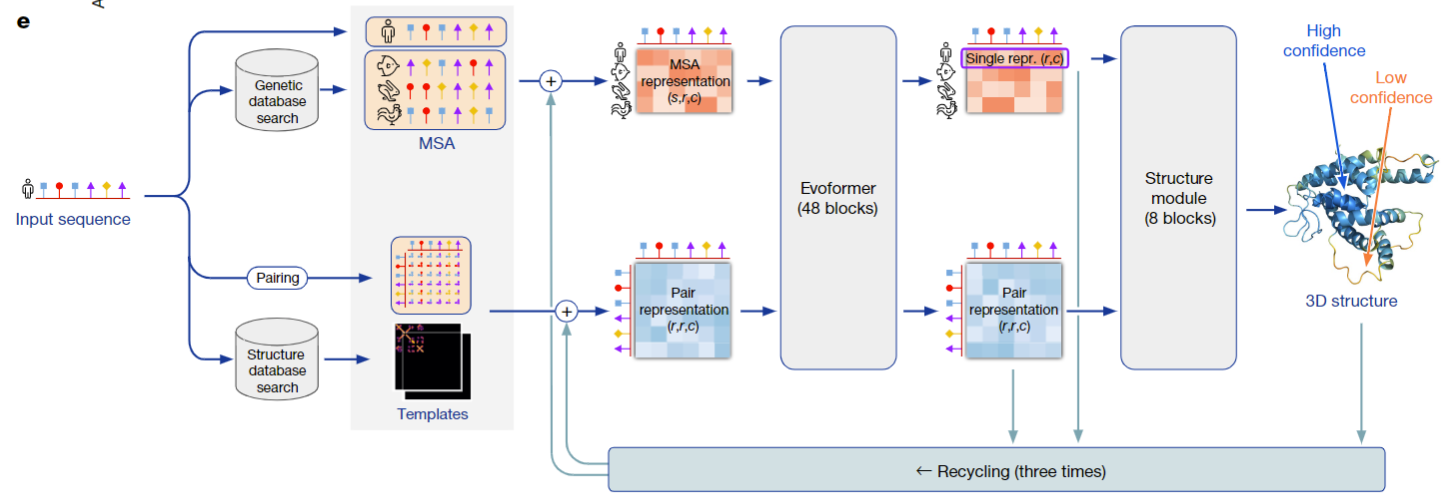 e
A
Input sequence
Genetic
database
search
Pairing
Structure
database
search
MSA
Templates
+
+
MSA
representation
(s,r,c)
Pair
representation
(r,r,c)
Evoformer
(48 blocks)
Single repr. (r,c)
Pair
representation
(r,r,c)
Structure
module
(8 blocks)
High
confidence
Low
confidence
3D structure
← Recycling (three times)